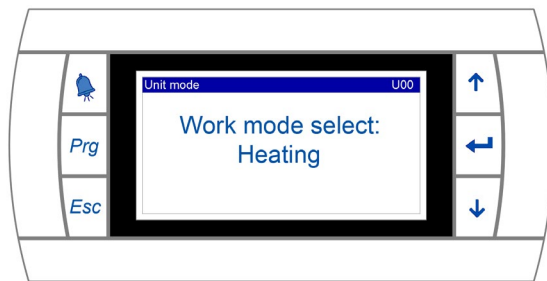 Unit mode U00
Work mode select:
Heating
Prg
Esc